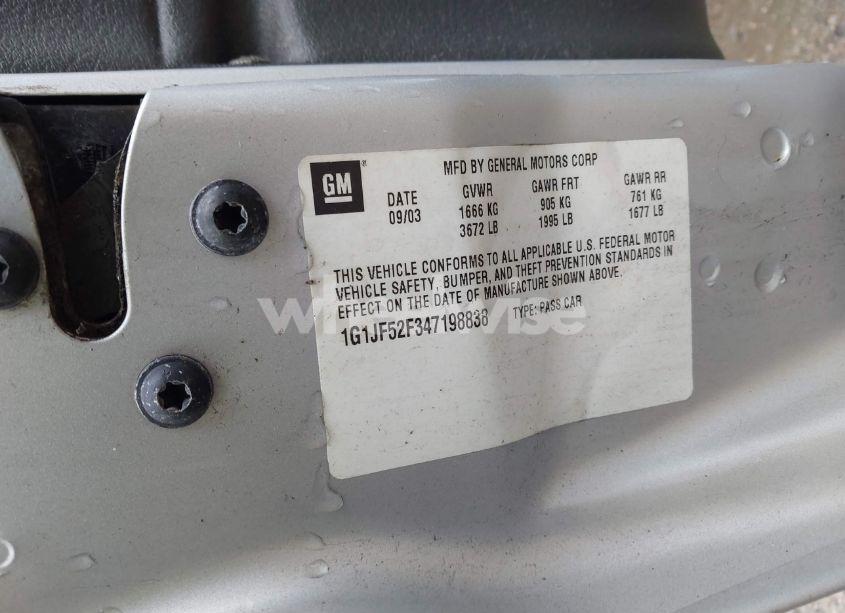 GM
MFD BY GENERAL MOTORS CORP
DATE GVWR GAWR FRT GAWR RR
09/03 1666 KG 905 KG 761 KG
3672 LB 1995 LB 1677 LB
THIS VEHICLE CONFORMS TO ALL APPLICABLE U.S. FEDERAL MOTOR
VEHICLE SAFETY, BUMPER, AND THEFT PREVENTION STANDARDS IN
EFFECT ON THE DATE OF MANUFACTURE SHOWN ABOVE.
1G1JF52F347198838 TYPE: PASS CAR